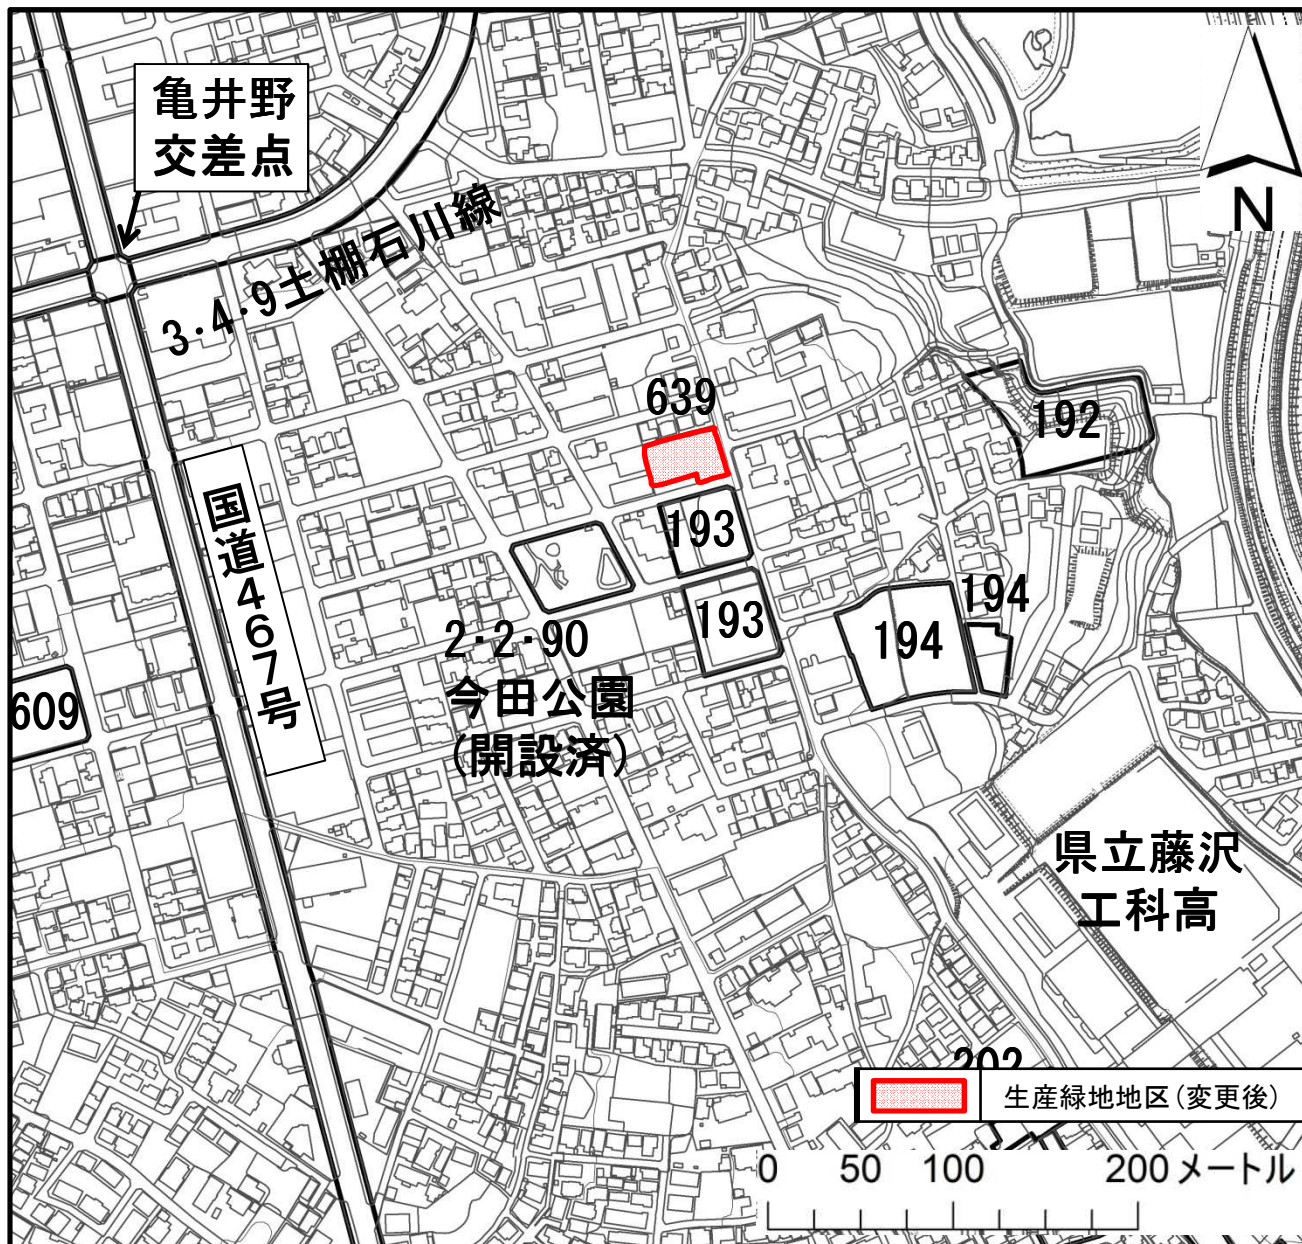 亀井野
交差点
N
3・4・9土棚石川線
639
192
国道467号
193
193
194
194
2・2・90
今田公園
(開設済)
609
県立藤沢
工科高
202
生産緑地地区(変更後)
0 50 100 200メートル